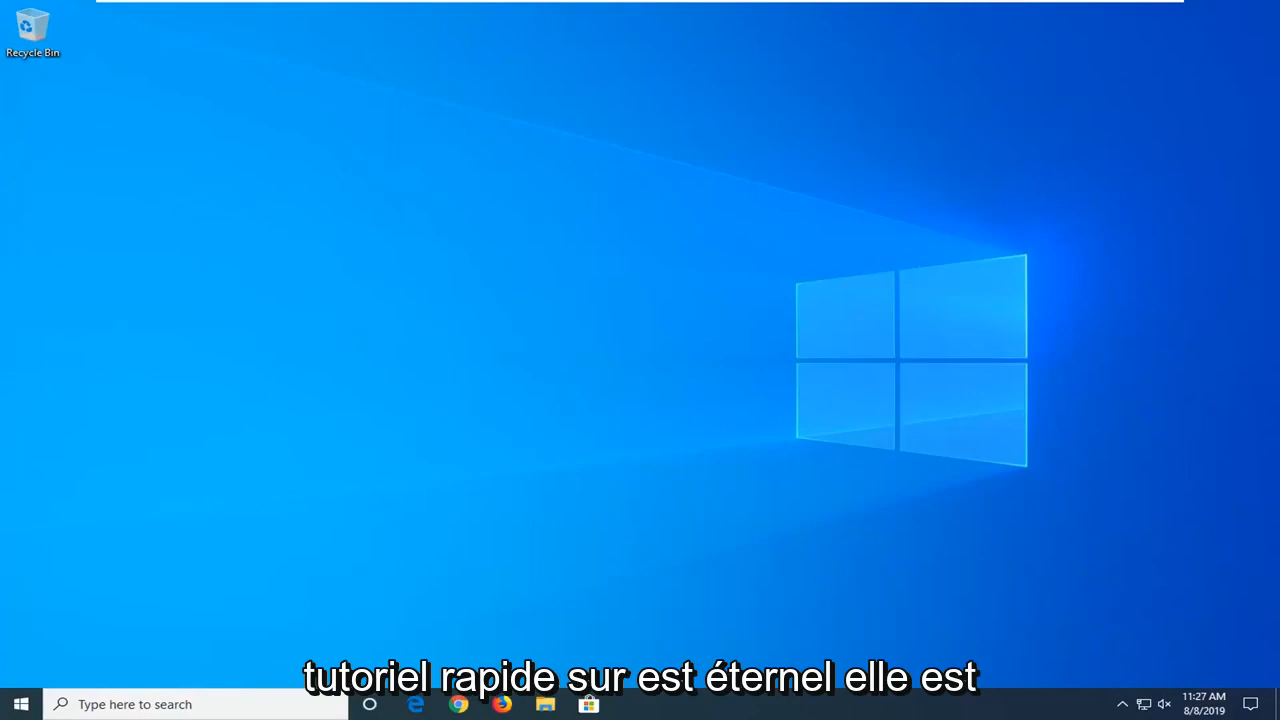 Recycle Bin
tutoriel rapide sur est éternel elle est
Type here to search
11:27 AM
8/8/2019